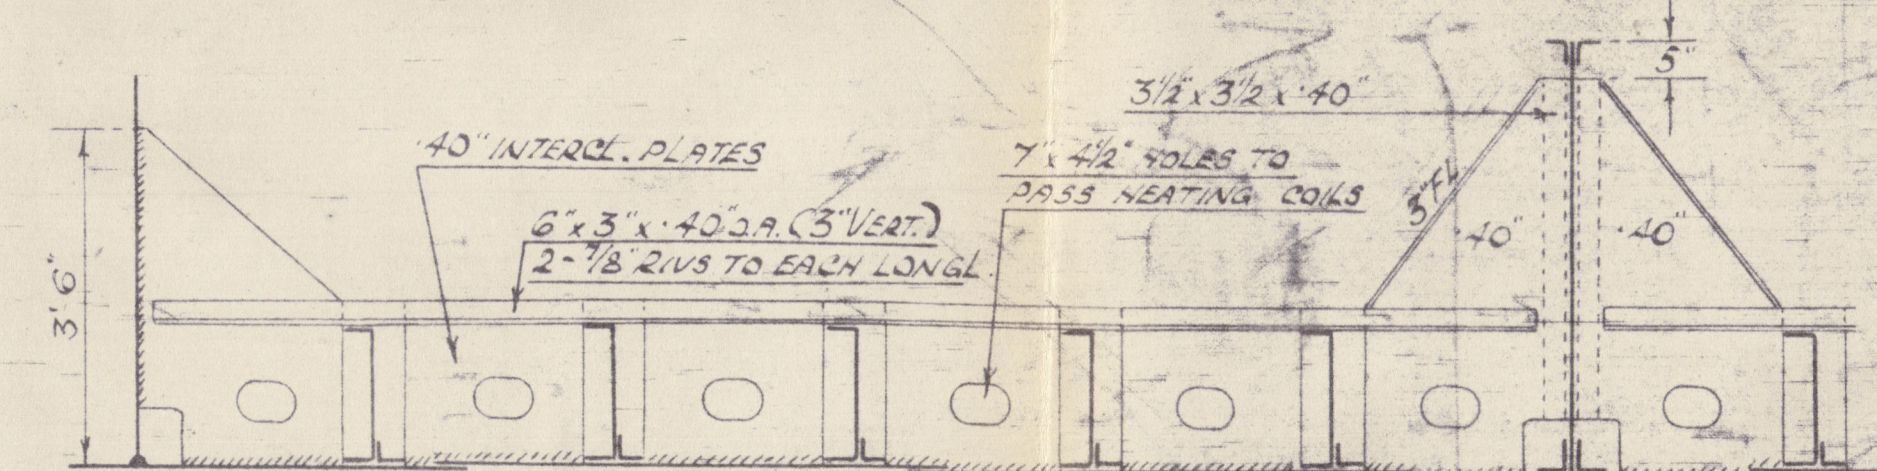 5"
3½" x 3½ x ·40"
·40" INTERCL. PLATES
7" x 4½" HOLES TO
PASS HEATING COILS
3" FL
6" x 3" x ·40" O.A. (3" VERT.)
2 - ⅞" RIVS TO EACH LONGL.
·40"
·40"
3' 6"